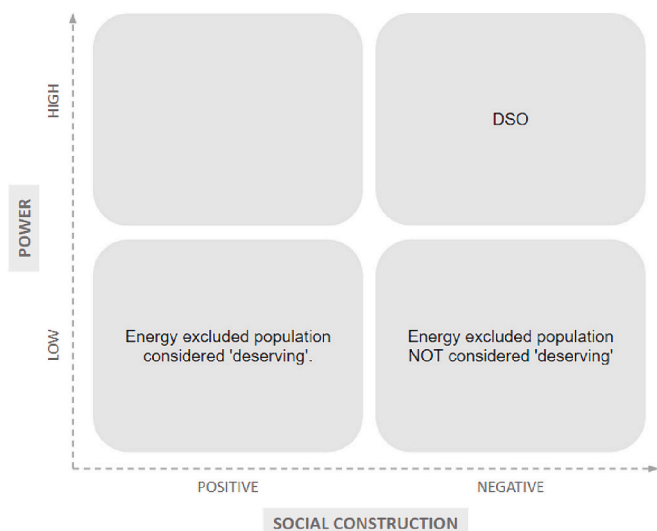 HIGH
DSO
POWER
LOW
Energy excluded population
considered 'deserving'.
Energy excluded population
NOT considered 'deserving'
POSITIVE
NEGATIVE
SOCIAL CONSTRUCTION